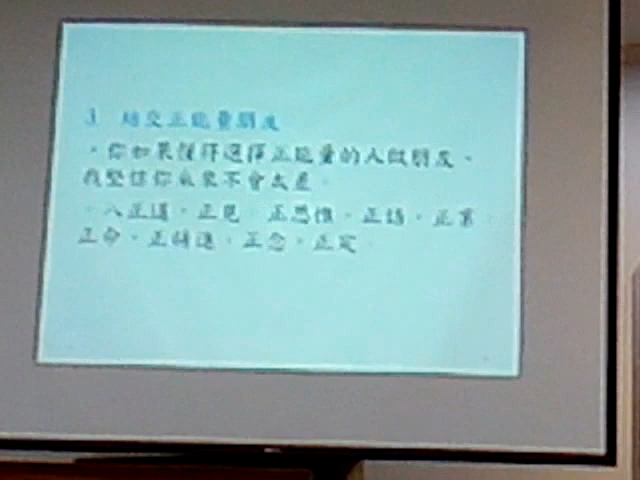 3 結交正能量朋友
・你如果懂得選擇正能量的人做朋友、
我堅信你未來不會太差。
・八正道・正見・正思惟・正語・正業・
正命・正精進・正念・正定・